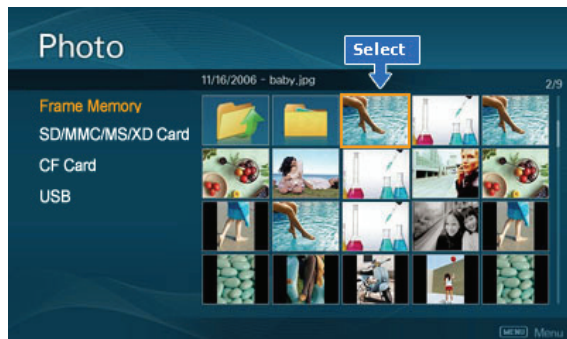 Photo
Select
11/16/2006 - baby.jpg
2/9
Frame Memory
SD/MMC/MS/XD Card
CF Card
USB
MENU Menu